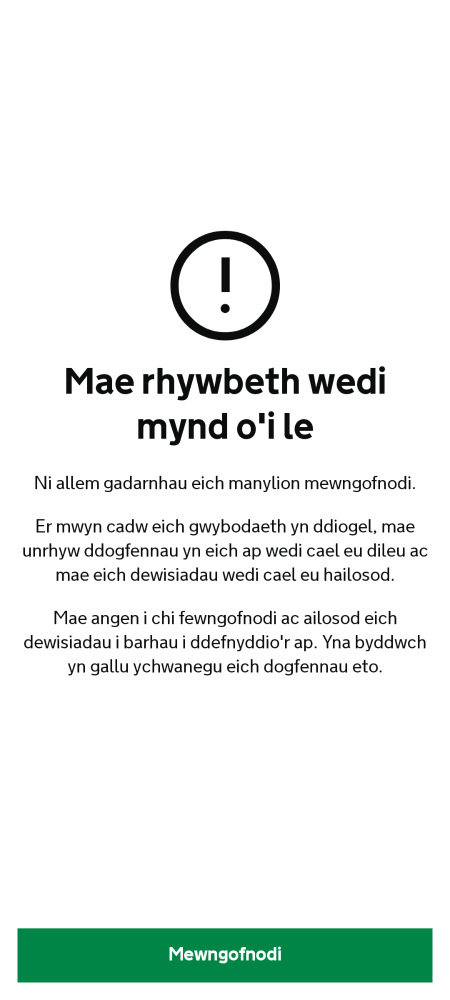 Mae rhywbeth wedi
mynd o'i le
Ni allem gadarnhau eich manylion mewngofnodi.
Er mwyn cadw eich gwybodaeth yn ddiogel, mae
unrhyw ddogfennau yn eich ap wedi cael eu dileu ac
mae eich dewisiadau wedi cael eu hailosod.
Mae angen i chi fewngofnodi ac ailosod eich
dewisiadau i barhau i ddefnyddio'r ap. Yna byddwch
yn gallu ychwanegu eich dogfennau eto.
Mewngofnodi